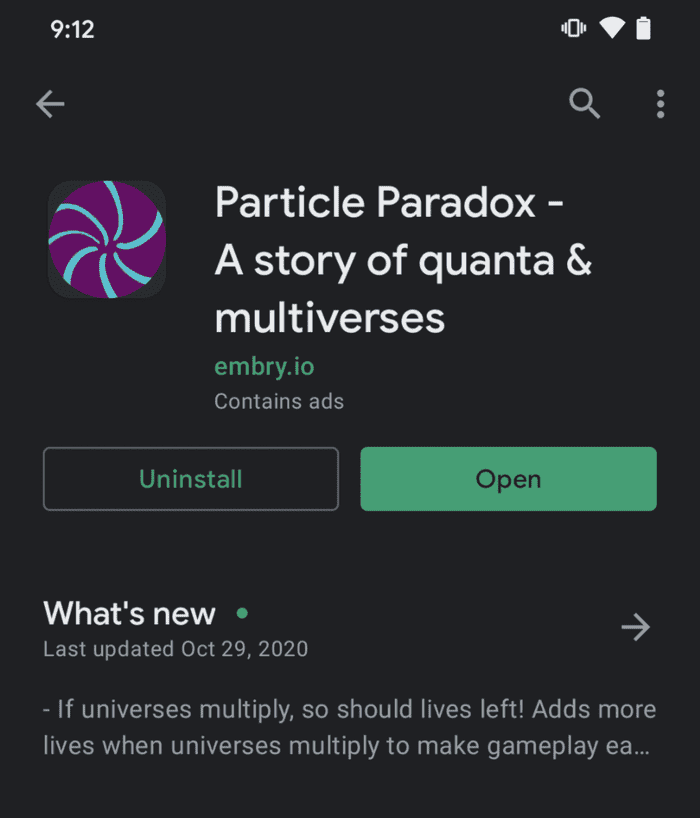 9:12
Particle Paradox -
A story of quanta &
multiverses
embry.io
Contains ads
Uninstall
Open
What's new
Last updated Oct 29, 2020
- If universes multiply, so should lives left! Adds more
lives when universes multiply to make gameplay ea...